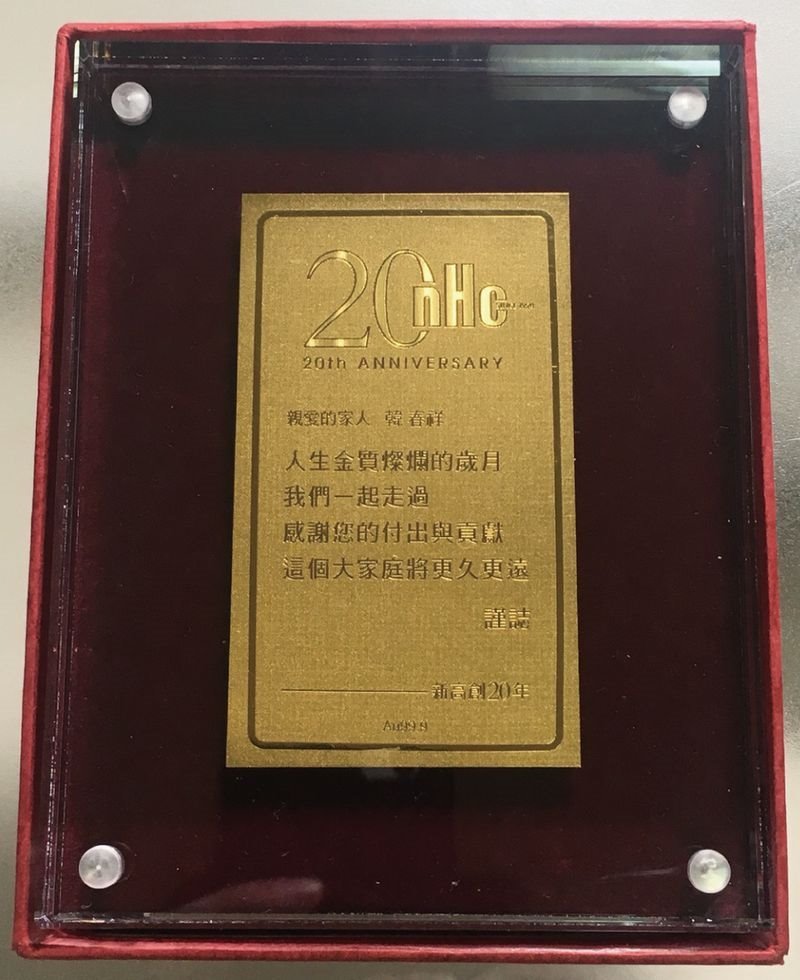 20 nHc
20th ANNIVERSARY
親愛的家人 韓春祥
人生金質燦爛的歲月
我們一起走過
感謝您的付出與貢獻
這個大家庭將更久更遠
謹誌
新高創20年
Au99.9